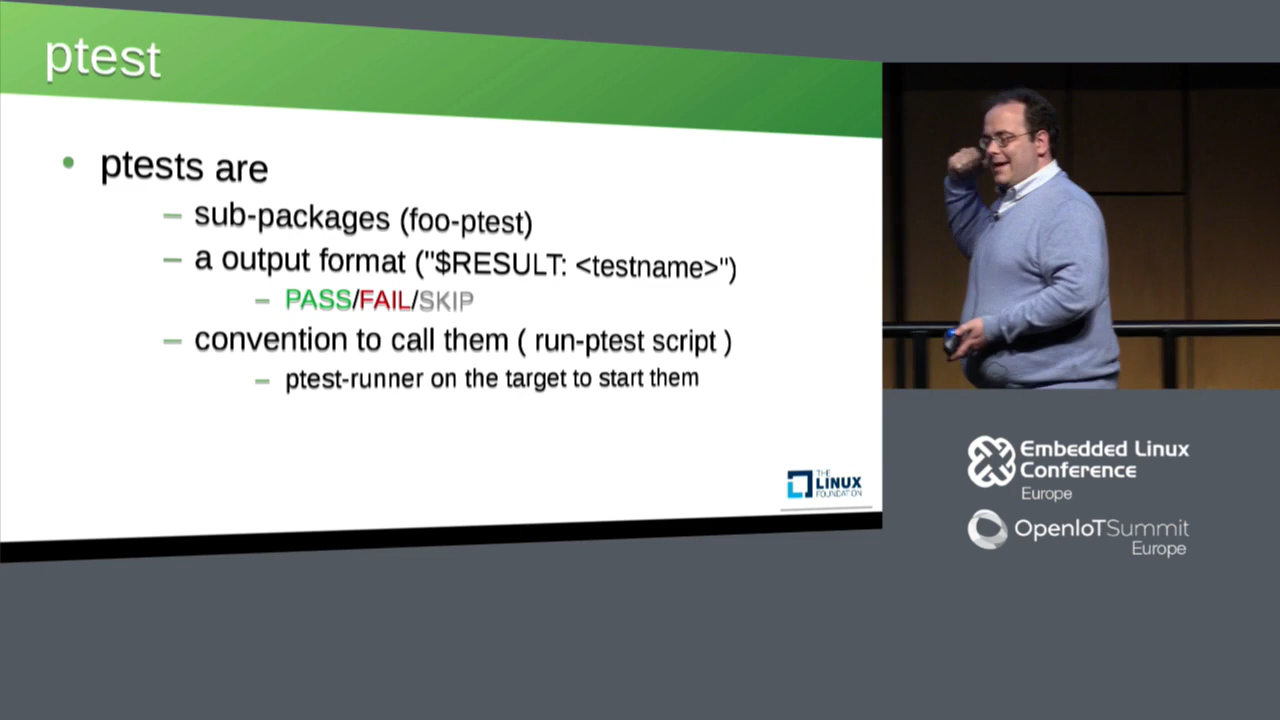 ptest
• ptests are
– sub-packages (foo-ptest)
– a output format ("$RESULT: <testname>")
– PASS/FAIL/SKIP
– convention to call them ( run-ptest script )
– ptest-runner on the target to start them
THE
LINUX
FOUNDATION
Embedded Linux
Conference
Europe
OpenIoTSummit
Europe